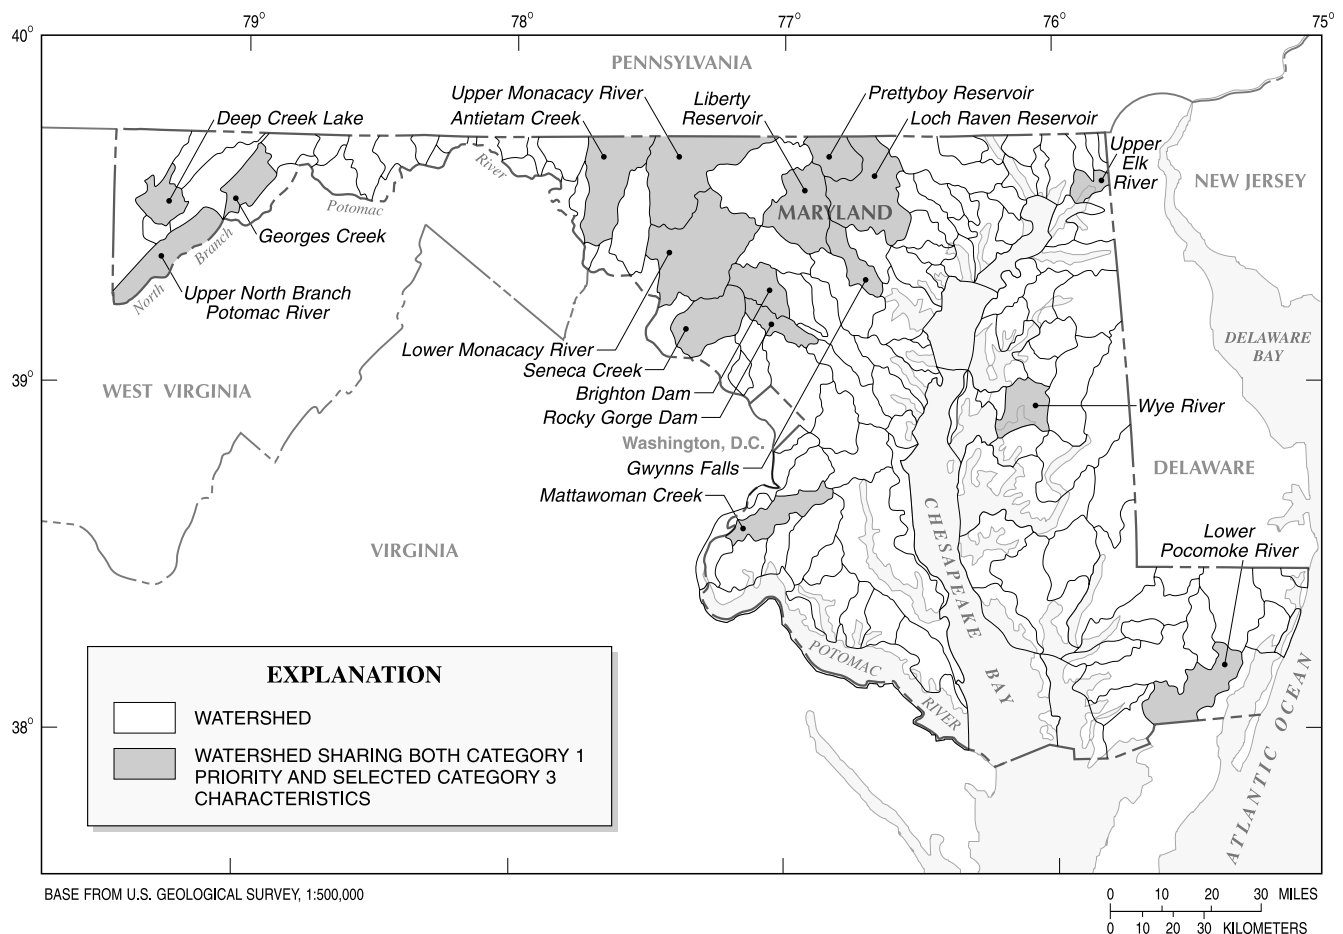 79°
78°
77°
76°
75°
40°
PENNSYLVANIA
Upper Monacacy River
Liberty
Reservoir
Prettyboy Reservoir
Deep Creek Lake
Antietam Creek
Loch Raven Reservoir
Upper
Elk
River
River
NEW JERSEY
Potomac
MARYLAND
Georges Creek
Branch
North
Upper North Branch
Potomac River
DELAWARE
BAY
Lower Monacacy River
Seneca Creek
39°
WEST VIRGINIA
Brighton Dam
Wye River
Rocky Gorge Dam
Washington, D.C.
Gwynns Falls
DELAWARE
Mattawoman Creek
CHESAPEAKE BAY
Lower
Pocomoke River
VIRGINIA
POTOMAC
RIVER
ATLANTIC OCEAN
38°
EXPLANATION
WATERSHED
WATERSHED SHARING BOTH CATEGORY 1
PRIORITY AND SELECTED CATEGORY 3
CHARACTERISTICS
BASE FROM U.S. GEOLOGICAL SURVEY, 1:500,000
0 10 20 30 MILES
0 10 20 30 KILOMETERS